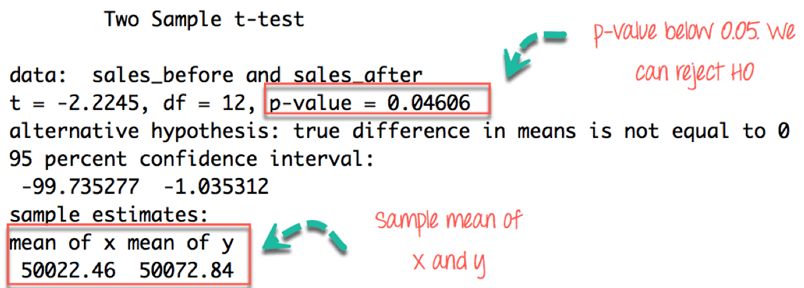 Two Sample t-test
p-value below 0.05. We
can reject H0
data:  sales_before and sales_after
t = -2.2245, df = 12, p-value = 0.04606
alternative hypothesis: true difference in means is not equal to 0
95 percent confidence interval:
-99.735277  -1.035312
sample estimates:
mean of x mean of y
50022.46  50072.84
Sample mean of
x and y